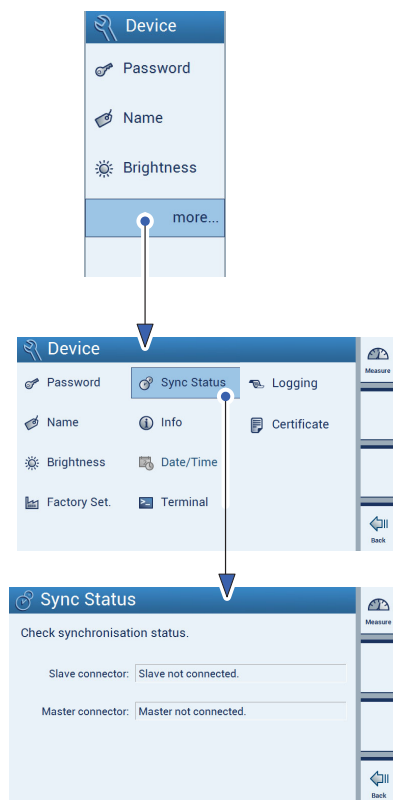 Device
Password
Name
Brightness
more...
Device
Measure
Password
Sync Status
Logging
Name
Info
Certificate
Brightness
Date/Time
Factory Set.
Terminal
Back
Sync Status
Measure
Check synchronisation status.
Slave connector: Slave not connected.
Master connector: Master not connected.
Back